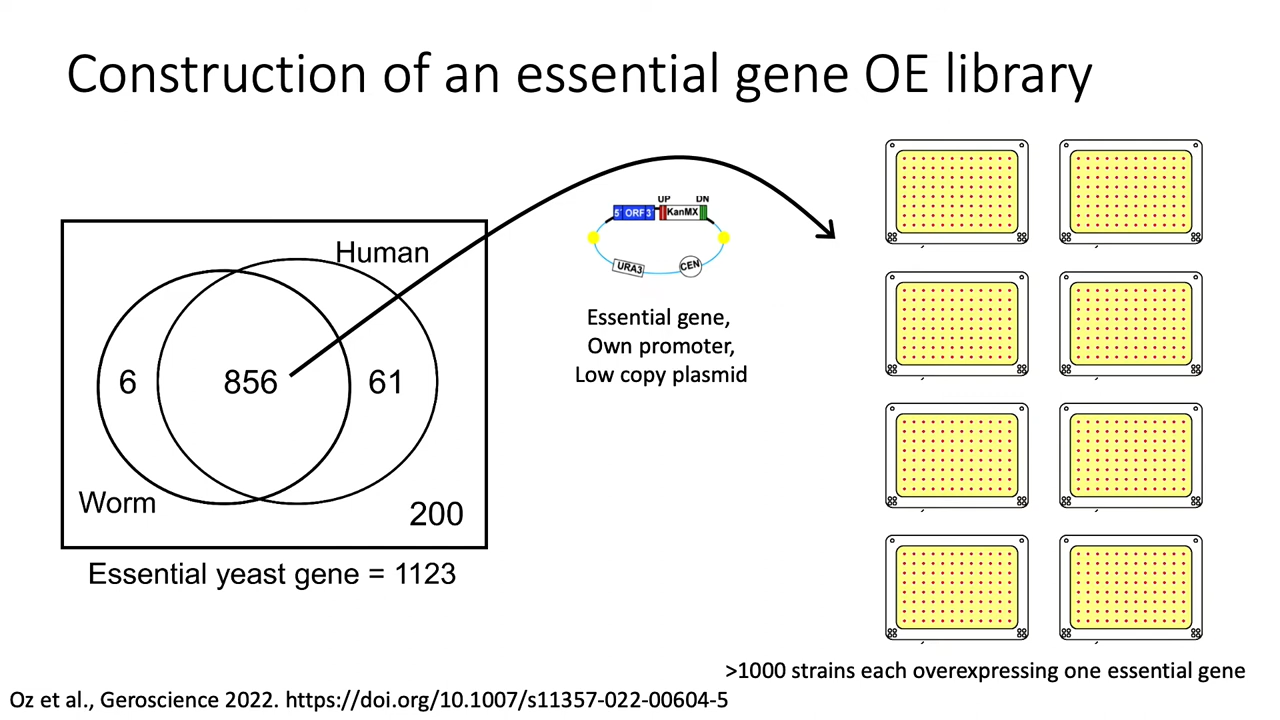 Construction of an essential gene OE library
Human
6
856
61
Worm
200
Essential yeast gene = 1123
UP
DN
5' ORF 3'
KanMX
URA3
CEN
Essential gene,
Own promoter,
Low copy plasmid
>1000 strains each overexpressing one essential gene
Oz et al., Geroscience 2022. https://doi.org/10.1007/s11357-022-00604-5